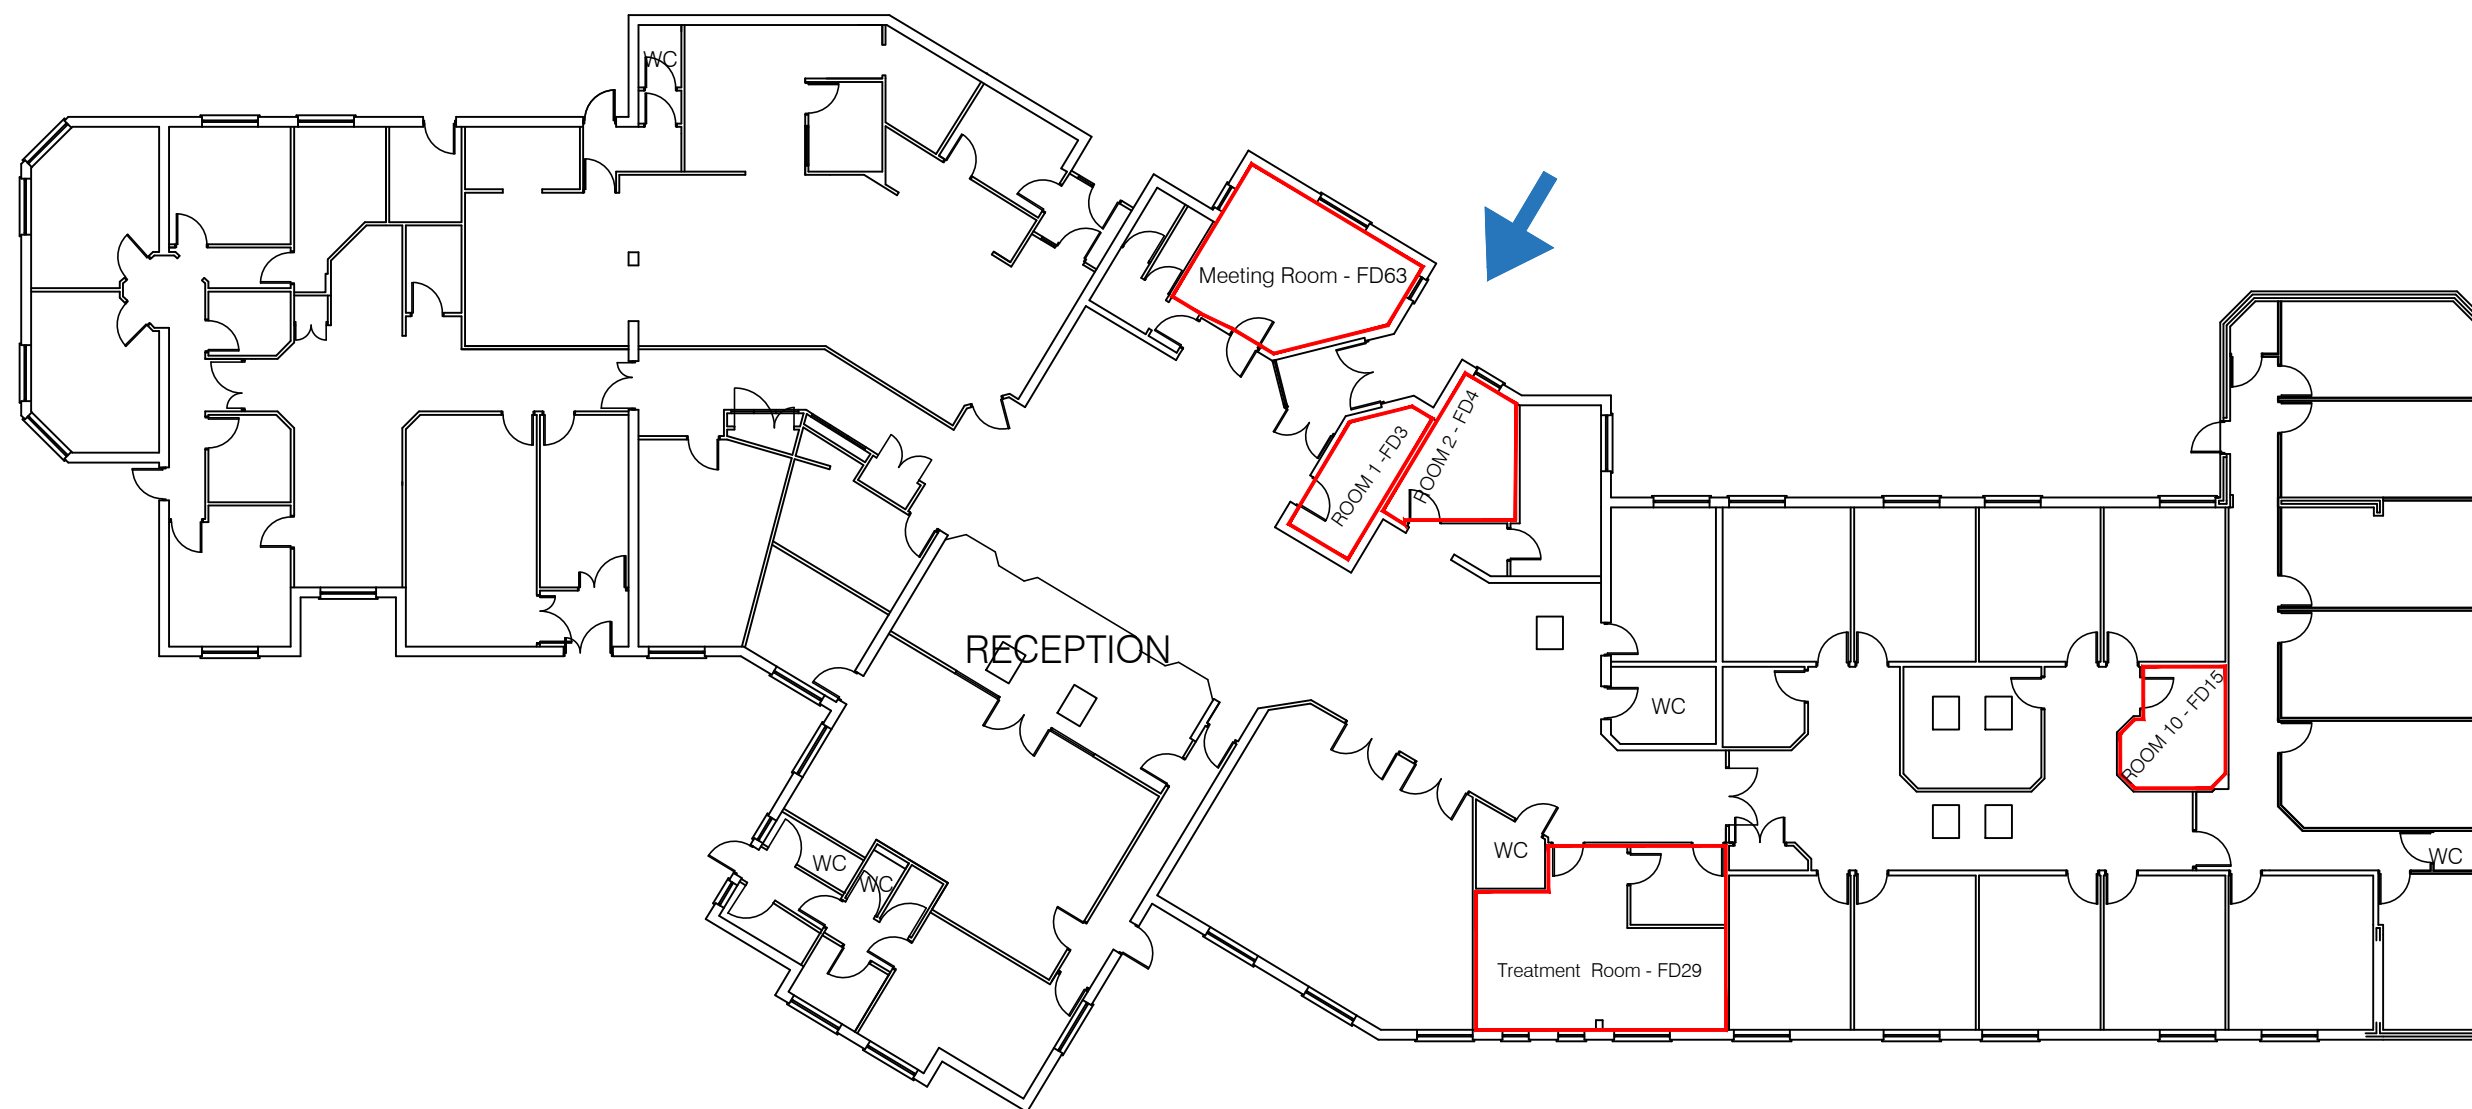 WC
Meeting Room - FD63
ROOM 1 -FD3
ROOM 2 - FD4
RECEPTION
WC
ROOM 10 - FD15
WC
WC
WC
WC
Treatment Room - FD29